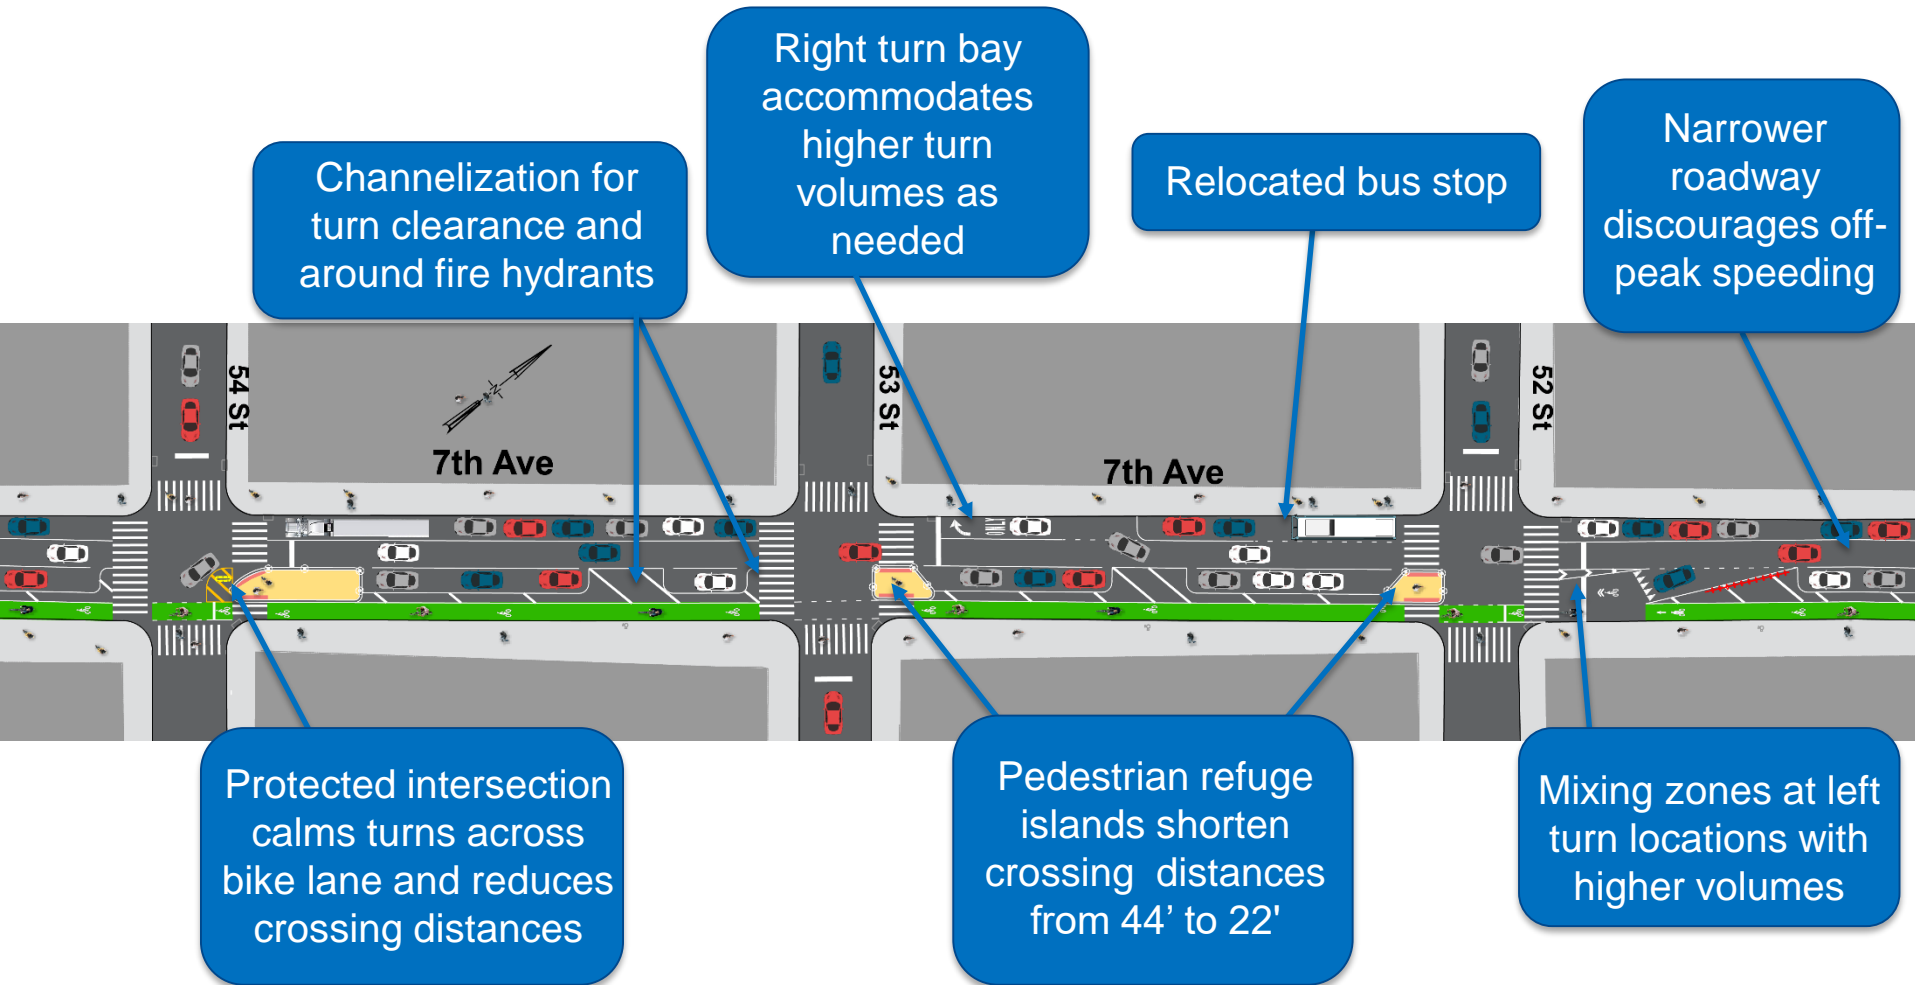 Right turn bay
accommodates
higher turn
volumes as
needed
Narrower
roadway
discourages off-
peak speeding
Channelization for
turn clearance and
around fire hydrants
Relocated bus stop
54 St
53 St
52 St
7th Ave
7th Ave
N
ONLY
Protected intersection
calms turns across
bike lane and reduces
crossing distances
Pedestrian refuge
islands shorten
crossing distances
from 44’ to 22'
Mixing zones at left
turn locations with
higher volumes